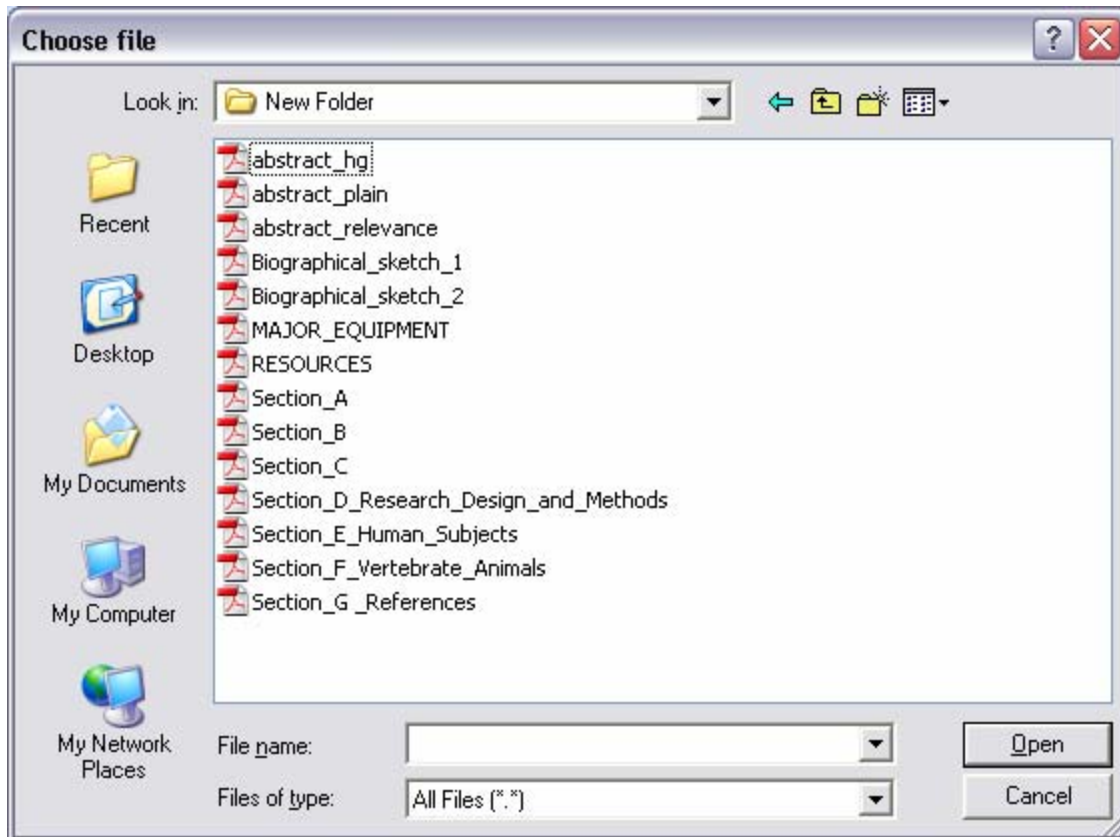 Choose file
Look in:
New Folder
Recent
Desktop
My Documents
My Computer
My Network
Places
abstract_hg
abstract_plain
abstract_relevance
Biographical_sketch_1
Biographical_sketch_2
MAJOR_EQUIPMENT
RESOURCES
Section_A
Section_B
Section_C
Section_D_Research_Design_and_Methods
Section_E_Human_Subjects
Section_F_Vertebrate_Animals
Section_G _References
File name:
Open
Files of type:
All Files (*.*)
Cancel